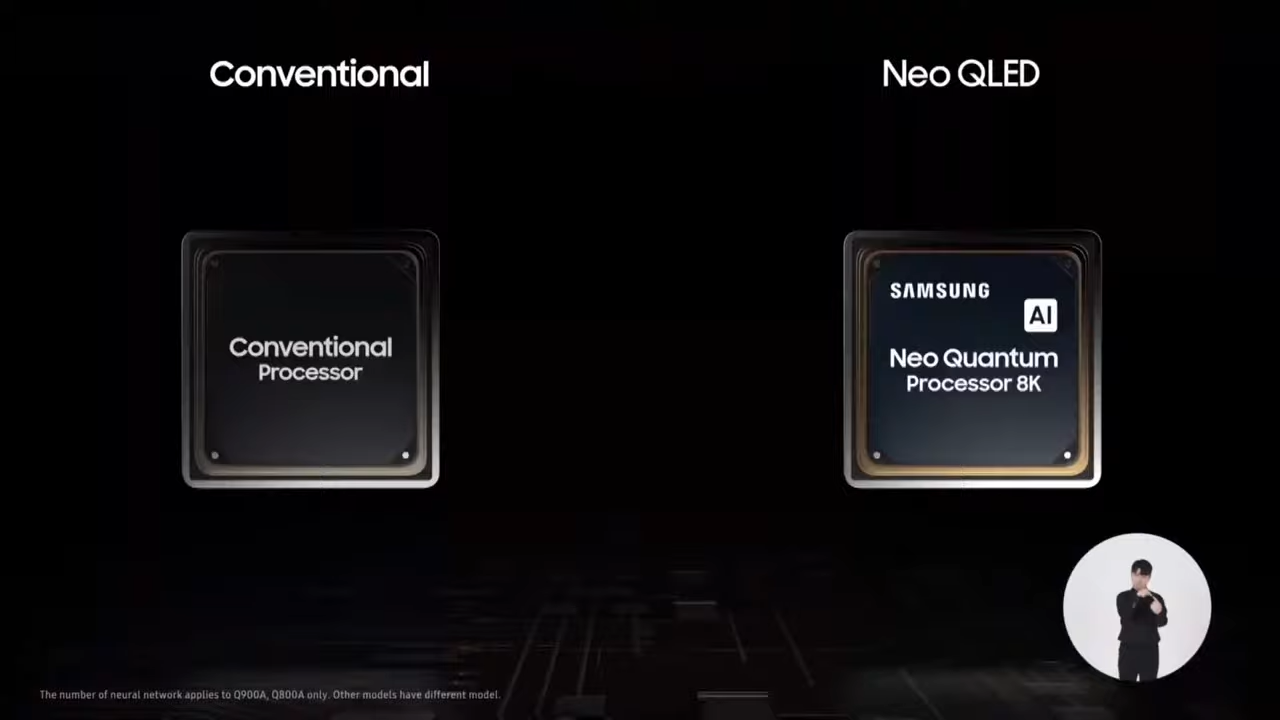 Conventional
Neo QLED
Conventional
Processor
SAMSUNG
AI
Neo Quantum
Processor 8K
The number of neural network applies to Q900A, Q800A only. Other models have different model.